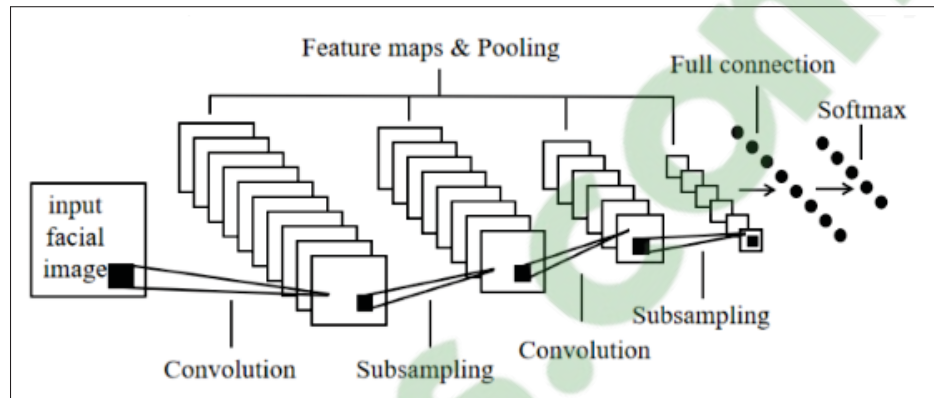 Feature maps & Pooling
Full connection
Softmax
input
facial
image
Convolution
Subsampling
Convolution
Subsampling